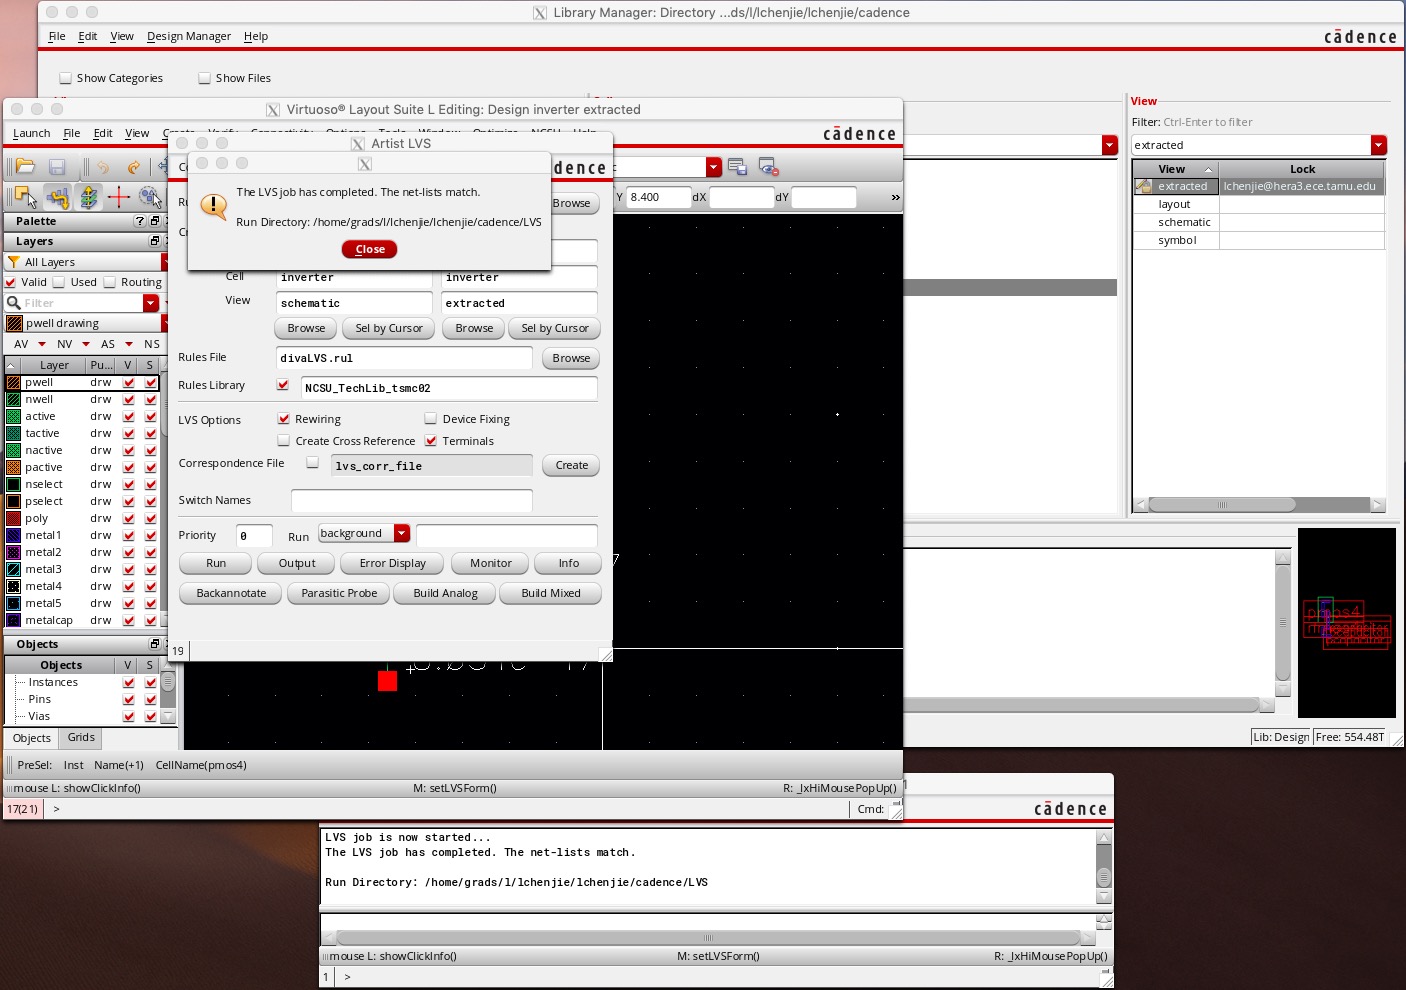 Library Manager: Directory ...ds/l/lchenjie/lchenjie/cadence
File Edit View Design Manager Help
cādence
Show Categories Show Files
View
Filter: Ctrl-Enter to filter
extracted
View Lock
extracted lchenjie@hera3.ece.tamu.edu
layout
schematic
symbol
Lib: Design Free: 554.48T
Virtuoso® Layout Suite L Editing: Design inverter extracted
Launch File Edit View
cādence
Y 8.400 dX dY »
Palette
Layers
All Layers
Valid Used Routing
Filter
pwell drawing
AV NV AS NS
Layer Pu... V S
pwell drw
nwell drw
active drw
tactive drw
nactive drw
pactive drw
nselect drw
pselect drw
poly drw
metal1 drw
metal2 drw
metal3 drw
metal4 drw
metal5 drw
metalcap drw
Objects
Objects V S
Instances
Pins
Vias
Objects Grids
PreSel: Inst Name(+1) CellName(pmos4)
mouse L: showClickInfo() M: setLVSForm() R: _lxHiMousePopUp()
17(21) > Cmd:
Artist LVS
dence
Browse
The LVS job has completed. The net-lists match.
Run Directory: /home/grads/l/lchenjie/lchenjie/cadence/LVS
Close
Cell inverter inverter
View schematic extracted
Browse Sel by Cursor Browse Sel by Cursor
Rules File divaLVS.rul Browse
Rules Library NCSU_TechLib_tsmc02
LVS Options Rewiring Device Fixing
Create Cross Reference Terminals
Correspondence File lvs_corr_file Create
Switch Names
Priority 0 Run background
Run Output Error Display Monitor Info
Backannotate Parasitic Probe Build Analog Build Mixed
19
cādence
LVS job is now started...
The LVS job has completed. The net-lists match.
Run Directory: /home/grads/l/lchenjie/lchenjie/cadence/LVS
mouse L: showClickInfo() M: setLVSForm() R: _lxHiMousePopUp()
1 >